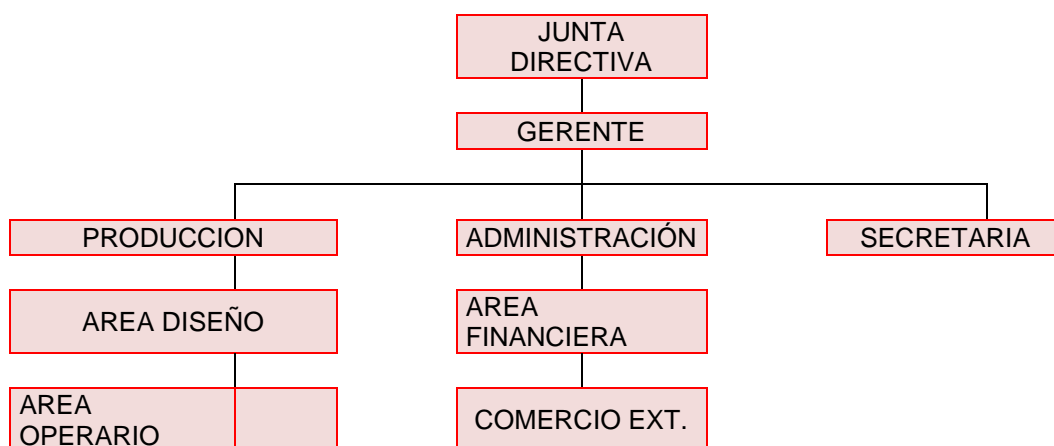 JUNTA
DIRECTIVA
GERENTE
PRODUCCION
ADMINISTRACIÓN
SECRETARIA
AREA DISEÑO
AREA
FINANCIERA
AREA
OPERARIO
COMERCIO EXT.